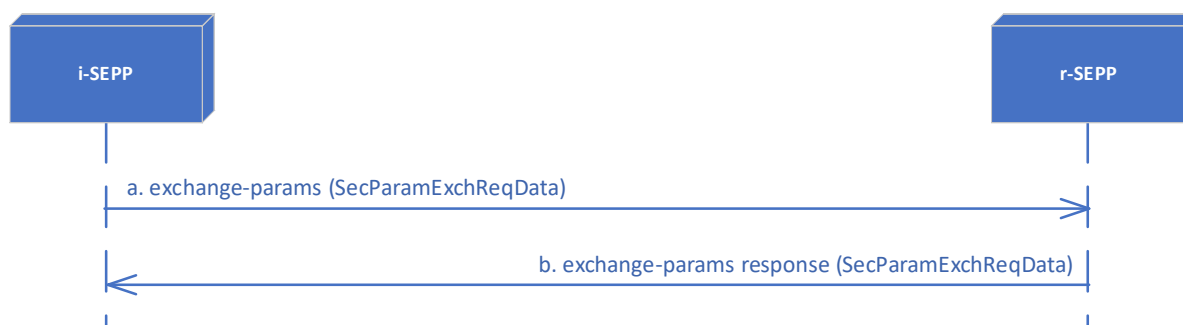 i-SEPP
r-SEPP
a. exchange-params (SecParamExchReqData)
b. exchange-params response (SecParamExchReqData)